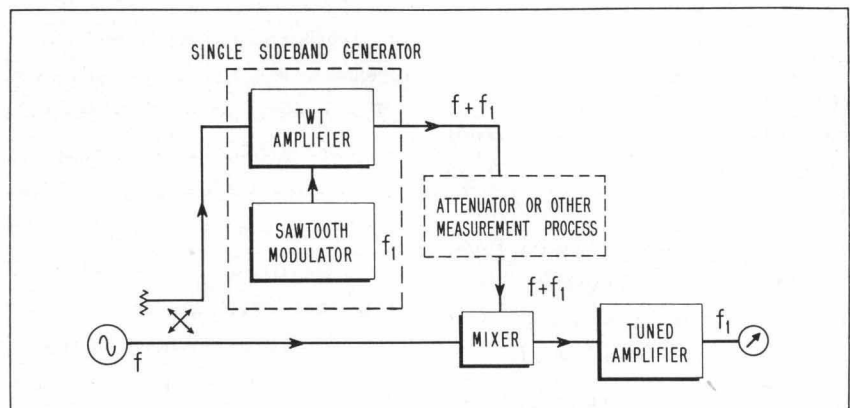 SINGLE SIDEBAND GENERATOR
TWT
AMPLIFIER
f+f₁
SAWTOOTH
MODULATOR
f₁
ATTENUATOR OR OTHER
MEASUREMENT PROCESS
f+f₁
f
MIXER
TUNED
AMPLIFIER
f₁